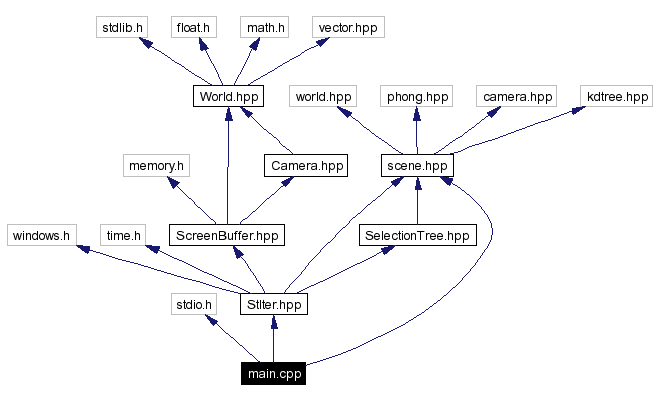 stdlib.h
float.h
math.h
vector.hpp
World.hpp
world.hpp
phong.hpp
camera.hpp
kdtree.hpp
memory.h
Camera.hpp
scene.hpp
windows.h
time.h
ScreenBuffer.hpp
SelectionTree.hpp
stdio.h
StIter.hpp
main.cpp